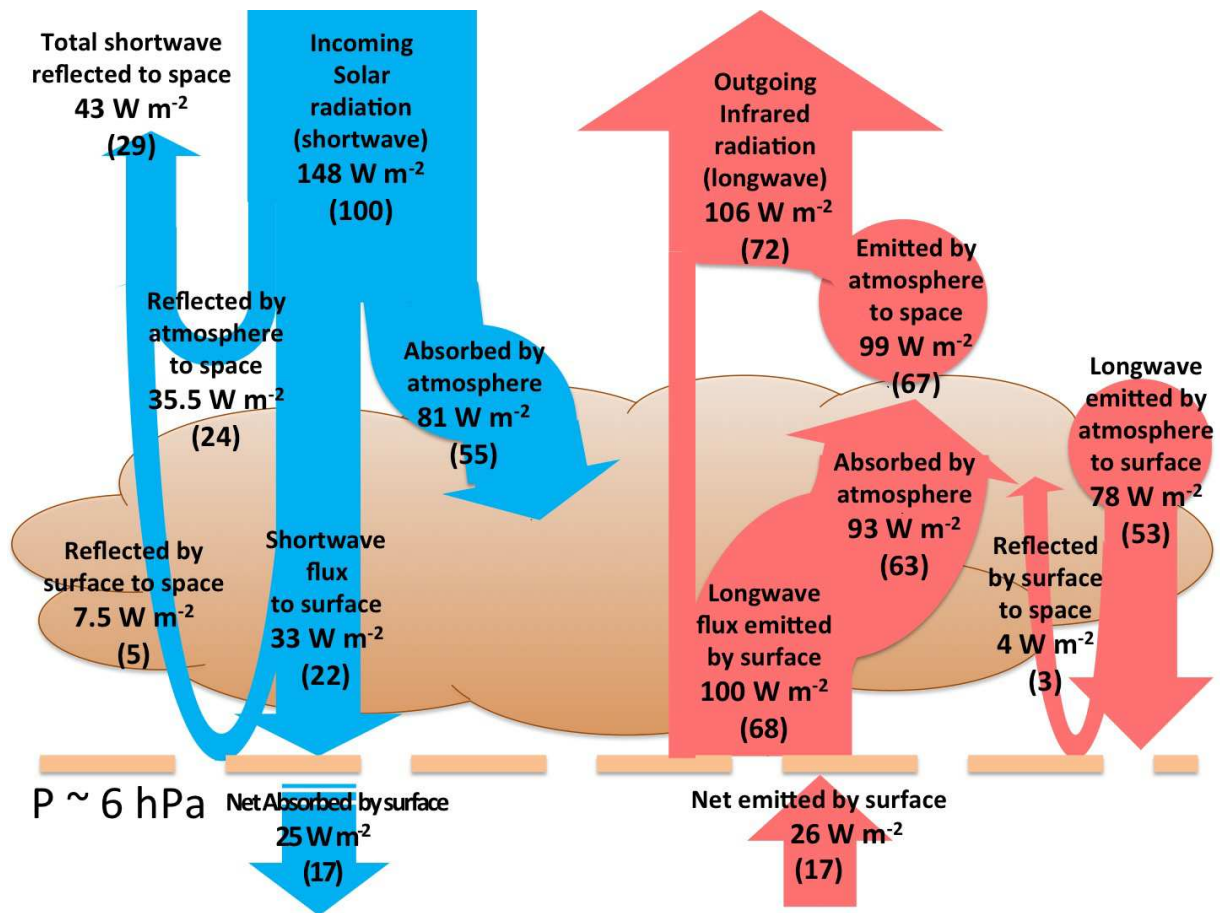 Total shortwave
reflected to space
43 W m-2
(29)
Incoming
Solar
radiation
(shortwave)
148 W m-2
(100)
Reflected by
atmosphere
to space
35.5 W m-2
(24)
Absorbed by
atmosphere
81 W m-2
(55)
Reflected by
surface to space
7.5 W m-2
(5)
Shortwave
flux
to surface
33 W m-2
(22)
Outgoing
Infrared
radiation
(longwave)
106 W m-2
(72)
Emitted by
atmosphere
to space
99 W m-2
(67)
Longwave
emitted by
atmosphere
to surface
78 W m-2
(53)
Absorbed by
atmosphere
93 W m-2
(63)
Reflected
by surface
to space
4 W m-2
(3)
Longwave
flux emitted
by surface
100 W m-2
(68)
P ~ 6 hPa
Net Absorbed by surface
25 W m-2
(17)
Net emitted by surface
26 W m-2
(17)